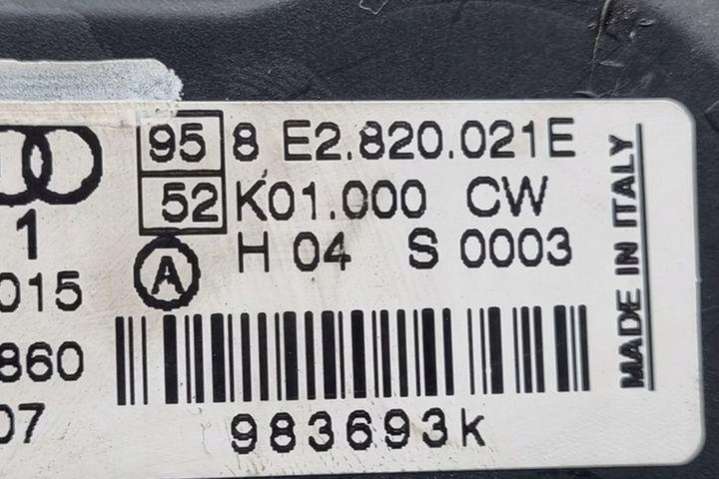 95 8 E2.820.021E
52 K01.000 CW
1 H 04 S 0003
A
015
860
07
983693K
MADE IN ITALY